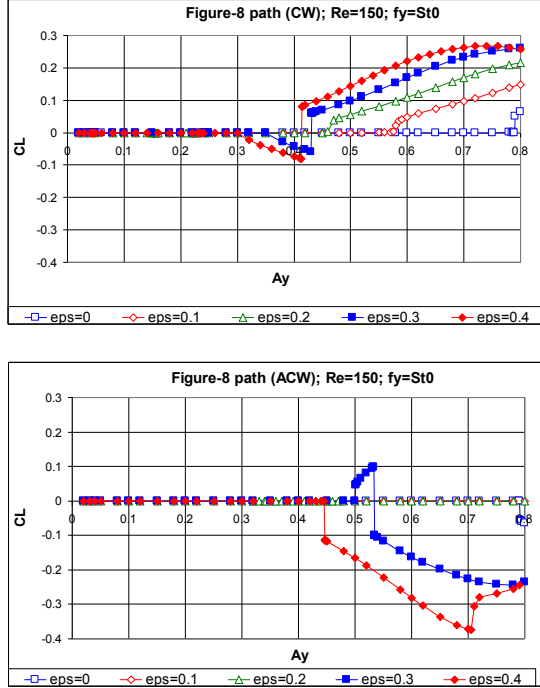 Figure-8 path (CW); Re=150; fy=St0
0.3
0.2
0.1
0
-0.1
-0.2
-0.3
-0.4
0 0.1 0.2 0.3 0.4 0.5 0.6 0.7 0.8
CL
Ay
eps=0 eps=0.1 eps=0.2 eps=0.3 eps=0.4
Figure-8 path (ACW); Re=150; fy=St0
0.3
0.2
0.1
0
-0.1
-0.2
-0.3
-0.4
0 0.1 0.2 0.3 0.4 0.5 0.6 0.7 0.8
CL
Ay
eps=0 eps=0.1 eps=0.2 eps=0.3 eps=0.4